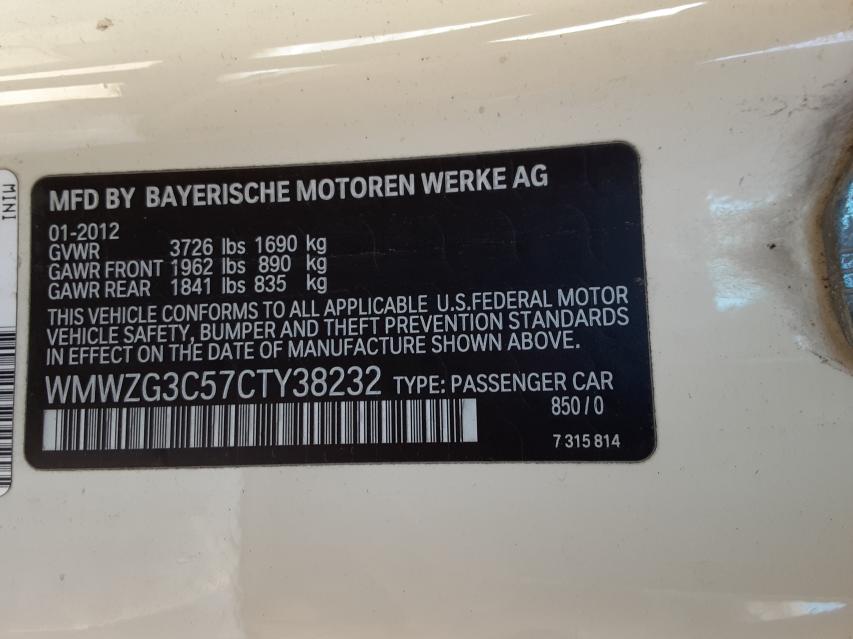 MINI
MFD BY BAYERISCHE MOTOREN WERKE AG
01-2012
GVWR 3726 lbs 1690 kg
GAWR FRONT 1962 lbs 890 kg
GAWR REAR 1841 lbs 835 kg
THIS VEHICLE CONFORMS TO ALL APPLICABLE U.S.FEDERAL MOTOR
VEHICLE SAFETY, BUMPER AND THEFT PREVENTION STANDARDS
IN EFFECT ON THE DATE OF MANUFACTURE SHOWN ABOVE.
WMWZG3C57CTY38232 TYPE: PASSENGER CAR
850/0
7 315 814